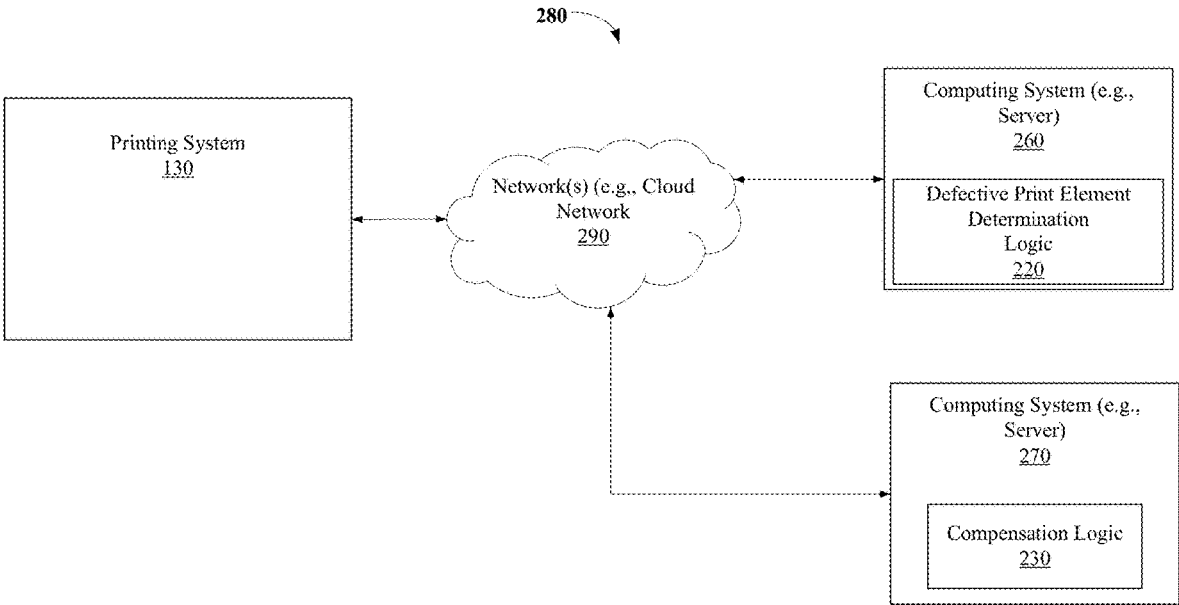 280
Printing System
130
Network(s) (e.g., Cloud
Network
290
Computing System (e.g.,
Server)
260
Defective Print Element
Determination
Logic
220
Computing System (e.g.,
Server)
270
Compensation Logic
230